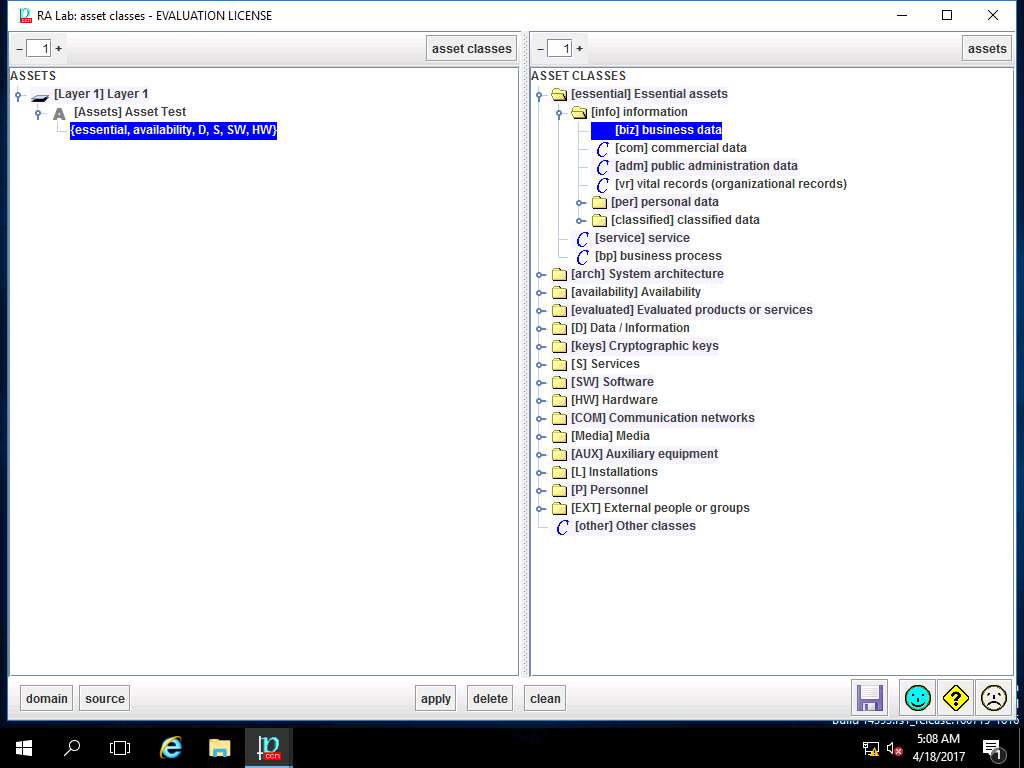 RA Lab: asset classes - EVALUATION LICENSE
– 1 + asset classes
– 1 + assets
ASSETS
[Layer 1] Layer 1
[Assets] Asset Test
{essential, availability, D, S, SW, HW}
ASSET CLASSES
[essential] Essential assets
[info] information
[biz] business data
C [com] commercial data
C [adm] public administration data
C [vr] vital records (organizational records)
[per] personal data
[classified] classified data
C [service] service
C [bp] business process
[arch] System architecture
[availability] Availability
[evaluated] Evaluated products or services
[D] Data / Information
[keys] Cryptographic keys
[S] Services
[SW] Software
[HW] Hardware
[COM] Communication networks
[Media] Media
[AUX] Auxiliary equipment
[L] Installations
[P] Personnel
[EXT] External people or groups
C [other] Other classes
domain source apply delete clean
5:08 AM
4/18/2017
1